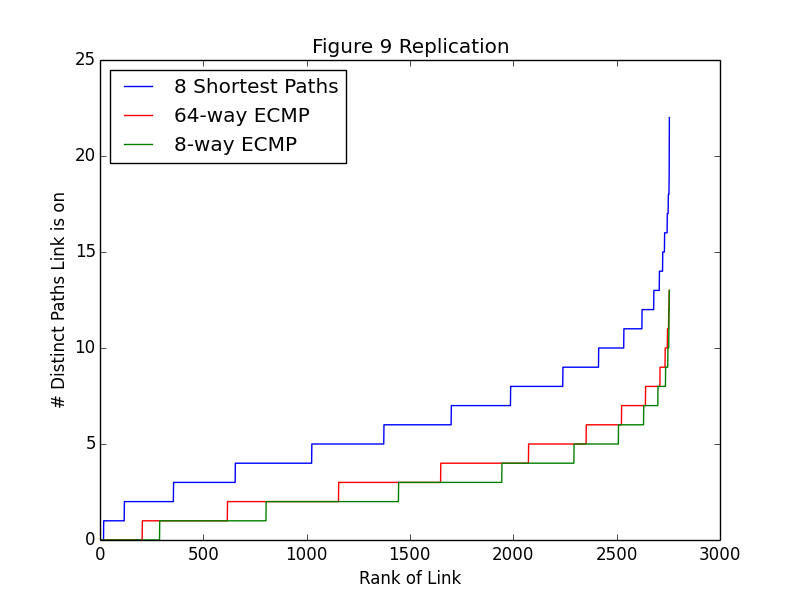 Figure 9 Replication
25
20
15
10
5
0
# Distinct Paths Link is on
8 Shortest Paths
64-way ECMP
8-way ECMP
0 500 1000 1500 2000 2500 3000
Rank of Link